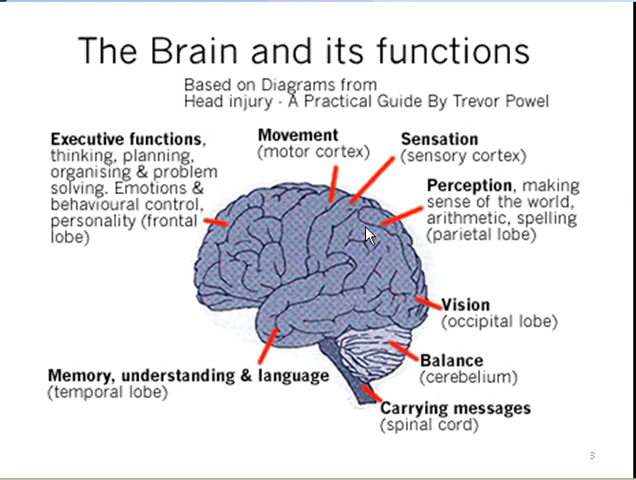 The Brain and its functions
Based on Diagrams from
Head injury - A Practical Guide By Trevor Powel
Executive functions,
thinking, planning,
organising & problem
solving. Emotions &
behavioural control,
personality (frontal
lobe)
Movement
(motor cortex)
Sensation
(sensory cortex)
Perception, making
sense of the world,
arithmetic, spelling
(parietal lobe)
Vision
(occipital lobe)
Balance
(cerebelium)
Memory, understanding & language
(temporal lobe)
Carrying messages
(spinal cord)
3